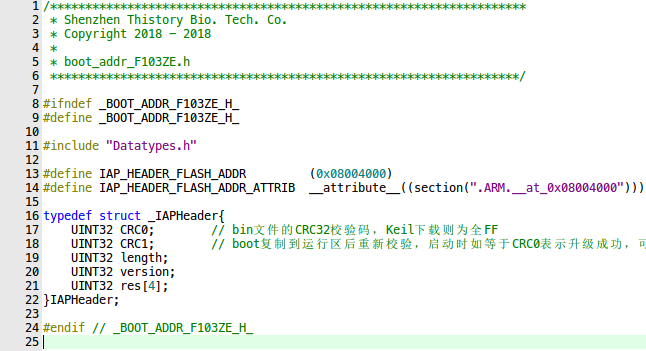 1 /*******************************************************************
2  * Shenzhen Thistory Bio. Tech. Co.
3  * Copyright 2018 - 2018
4  *
5  * boot_addr_F103ZE.h
6  *******************************************************************/
7
8 #ifndef _BOOT_ADDR_F103ZE_H_
9 #define _BOOT_ADDR_F103ZE_H_
10
11 #include "Datatypes.h"
12
13 #define IAP_HEADER_FLASH_ADDR         (0x08004000)
14 #define IAP_HEADER_FLASH_ADDR_ATTRIB  __attribute__((section(".ARM.__at_0x08004000")))
15
16 typedef struct _IAPHeader{
17     UINT32 CRC0;        // bin文件的CRC32校验码，Keil下载则为全FF
18     UINT32 CRC1;        // boot复制到运行区后重新校验，启动时如等于CRC0表示升级成功，可
19     UINT32 length;
20     UINT32 version;
21     UINT32 res[4];
22 }IAPHeader;
23
24 #endif // _BOOT_ADDR_F103ZE_H_
25